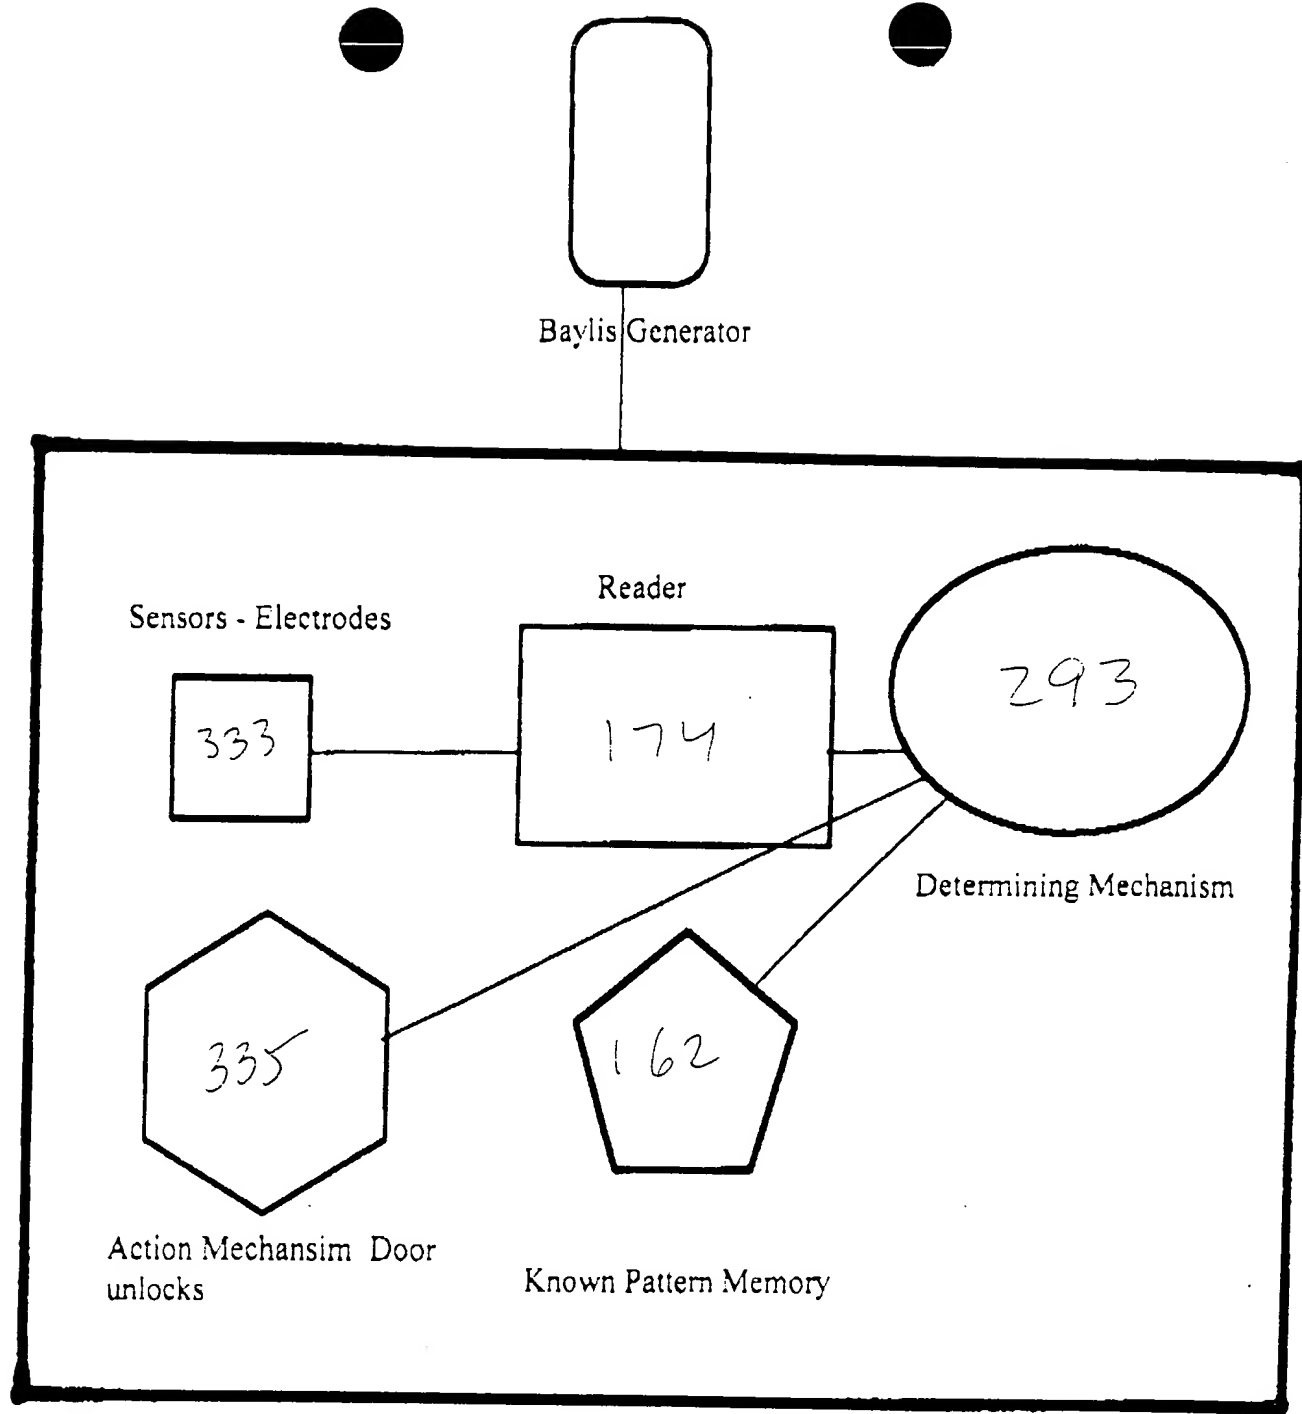 Baylis Generator
Reader
Sensors - Electrodes
293
333
174
Determining Mechanism
335
162
Action Mechansim Door
unlocks
Known Pattern Memory